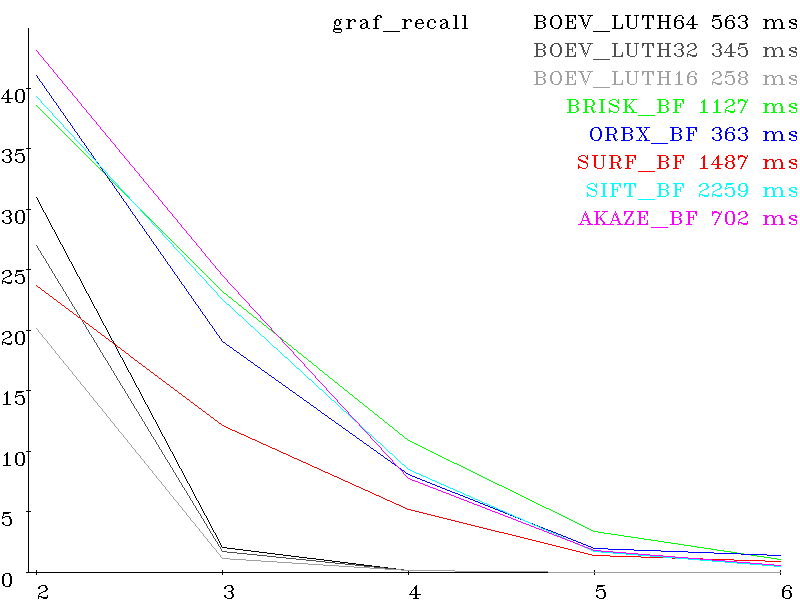 graf_recall
BOEV_LUTH64 563 ms
BOEV_LUTH32 345 ms
BOEV_LUTH16 258 ms
BRISK_BF 1127 ms
ORBX_BF 363 ms
SURF_BF 1487 ms
SIFT_BF 2259 ms
AKAZE_BF 702 ms
40
35
30
25
20
15
10
5
0
2 3 4 5 6